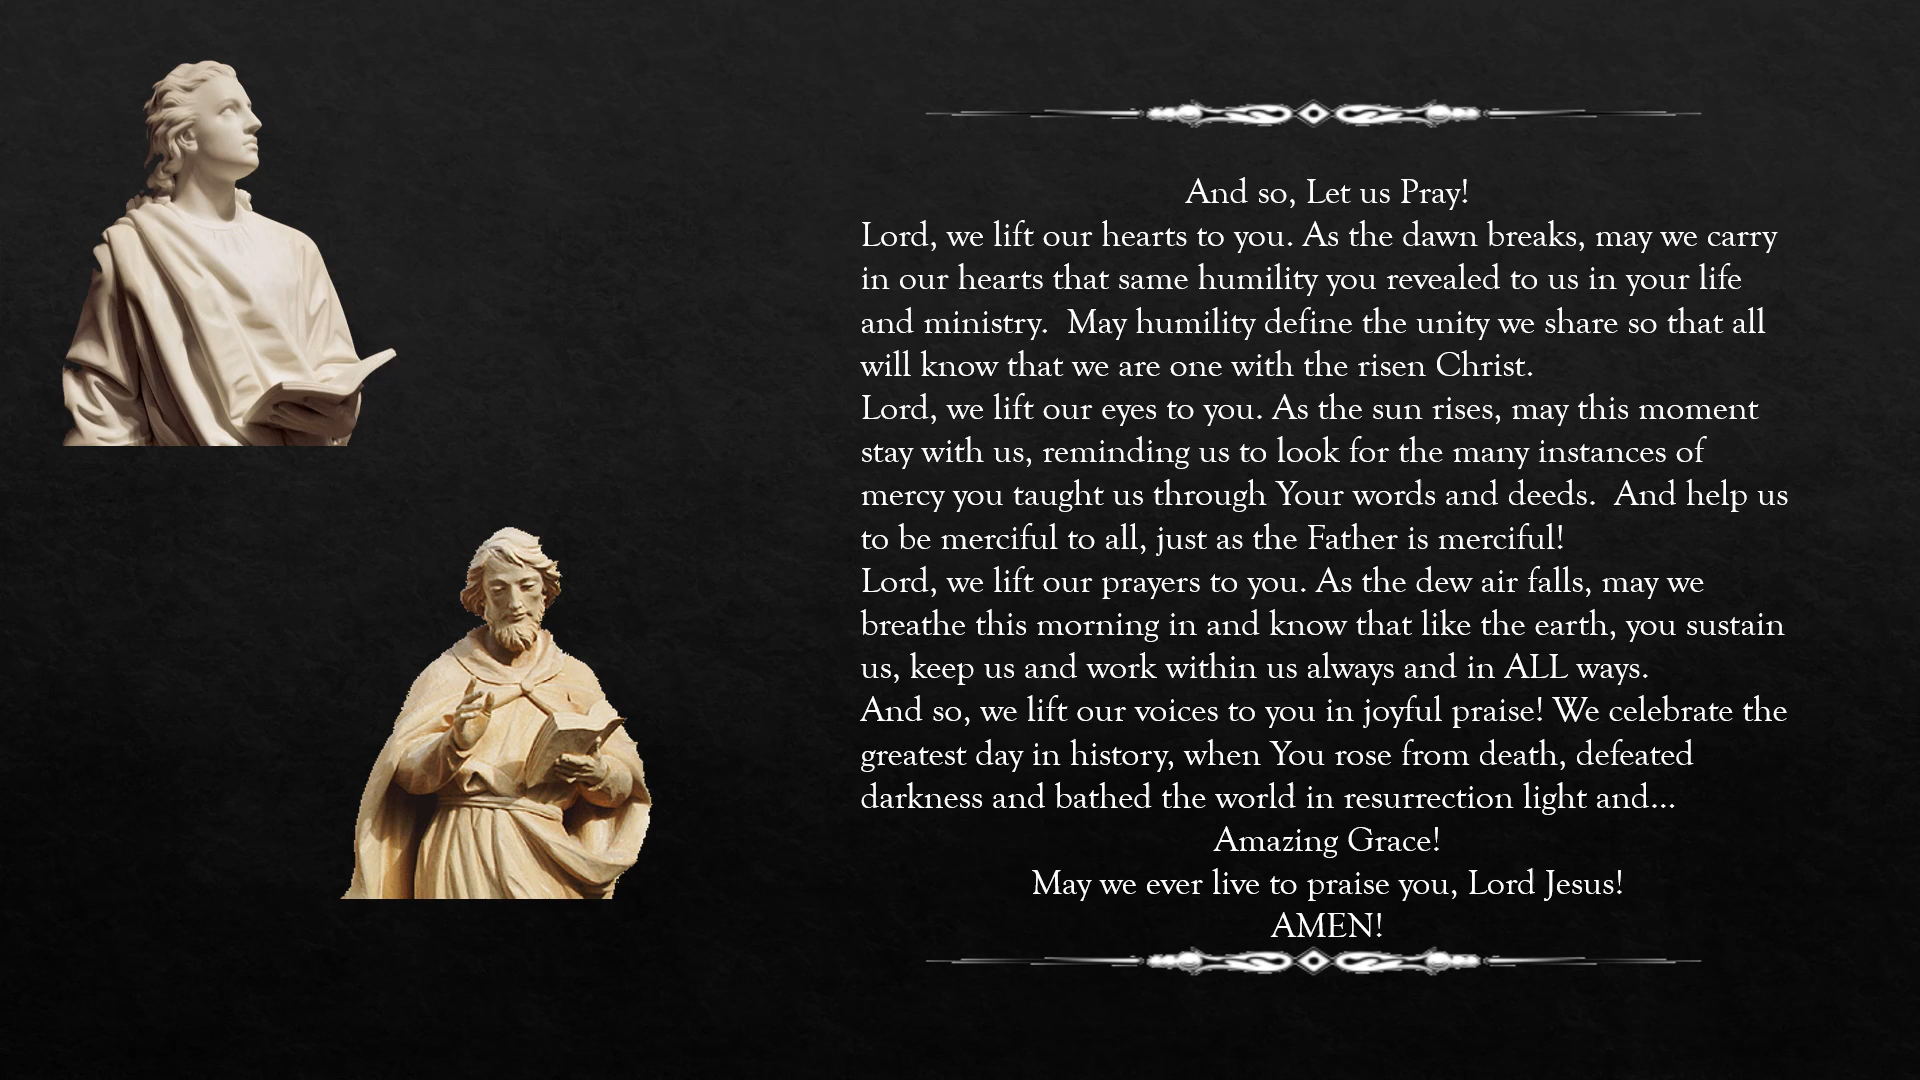 And so, Let us Pray!
Lord, we lift our hearts to you. As the dawn breaks, may we carry
in our hearts that same humility you revealed to us in your life
and ministry.  May humility define the unity we share so that all
will know that we are one with the risen Christ.
Lord, we lift our eyes to you. As the sun rises, may this moment
stay with us, reminding us to look for the many instances of
mercy you taught us through Your words and deeds.  And help us
to be merciful to all, just as the Father is merciful!
Lord, we lift our prayers to you. As the dew air falls, may we
breathe this morning in and know that like the earth, you sustain
us, keep us and work within us always and in ALL ways.
And so, we lift our voices to you in joyful praise! We celebrate the
greatest day in history, when You rose from death, defeated
darkness and bathed the world in resurrection light and...
Amazing Grace!
May we ever live to praise you, Lord Jesus!
AMEN!